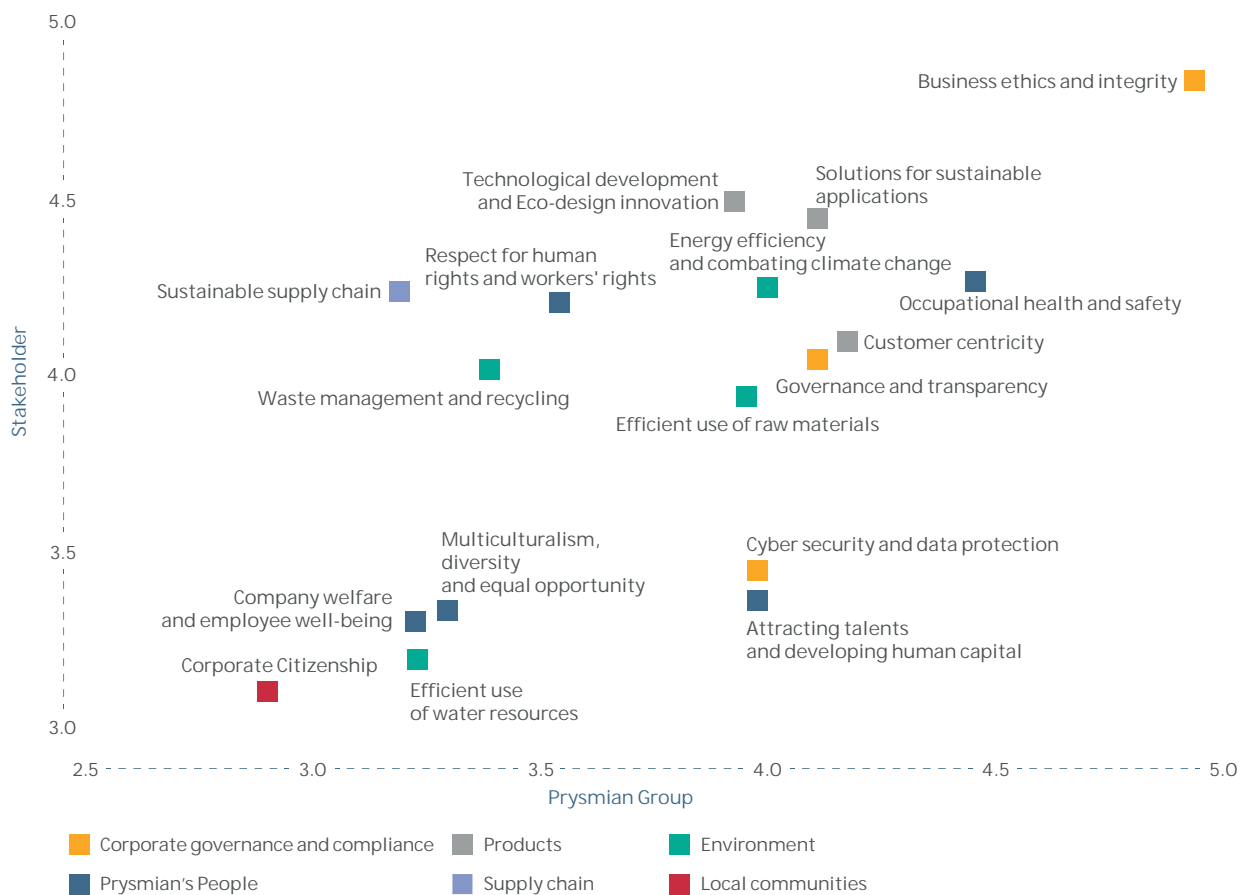 5.0
Business ethics and integrity
Technological development
and Eco-design innovation
Solutions for sustainable
applications
4.5
Energy efficiency
and combating climate change
Respect for human
rights and workers' rights
Sustainable supply chain
Occupational health and safety
Customer centricity
4.0
Governance and transparency
Waste management and recycling
Efficient use of raw materials
Stakeholder
3.5
Multiculturalism,
diversity
and equal opportunity
Cyber security and data protection
Company welfare
and employee well-being
Attracting talents
and developing human capital
Corporate Citizenship
Efficient use
of water resources
3.0
2.5 3.0 3.5 4.0 4.5 5.0
Prysmian Group
Corporate governance and compliance Products Environment
Prysmian's People Supply chain Local communities